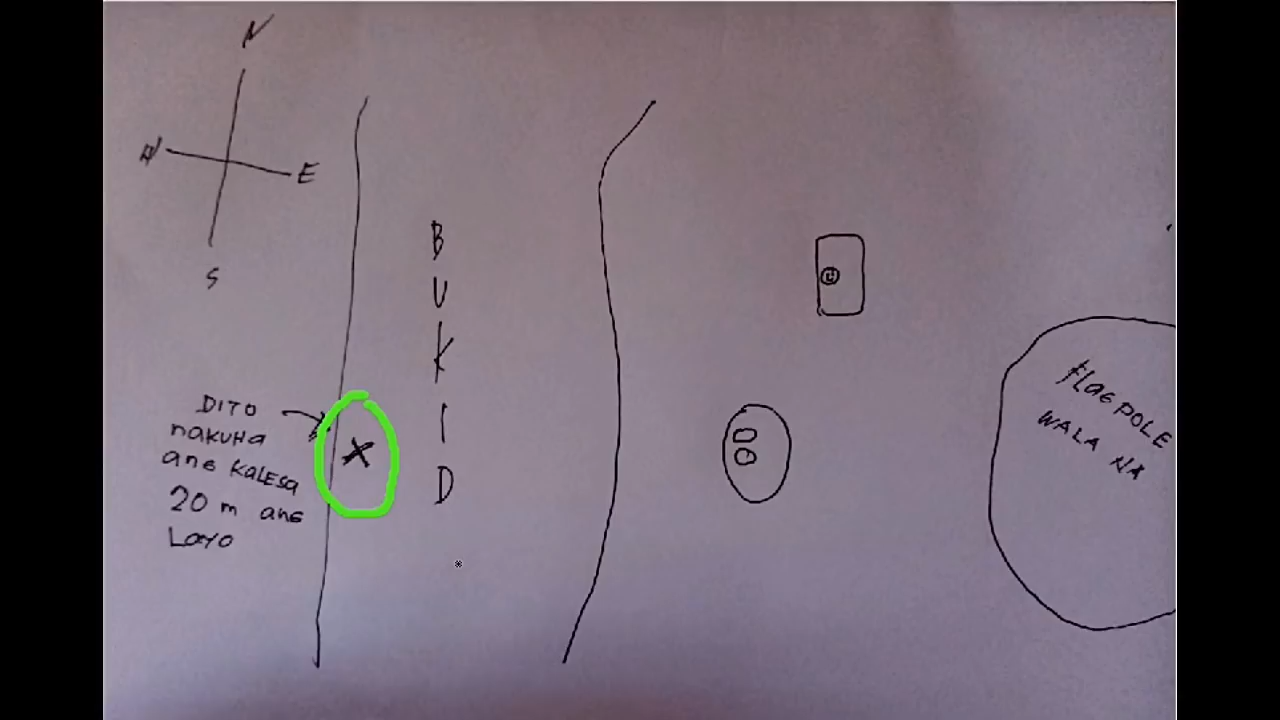 N
W
E
S
B
U
K
I
D
DITO
nakuHa
ang KaLEsa
20 m ang
Layo
fLagPOLE
WALA NA